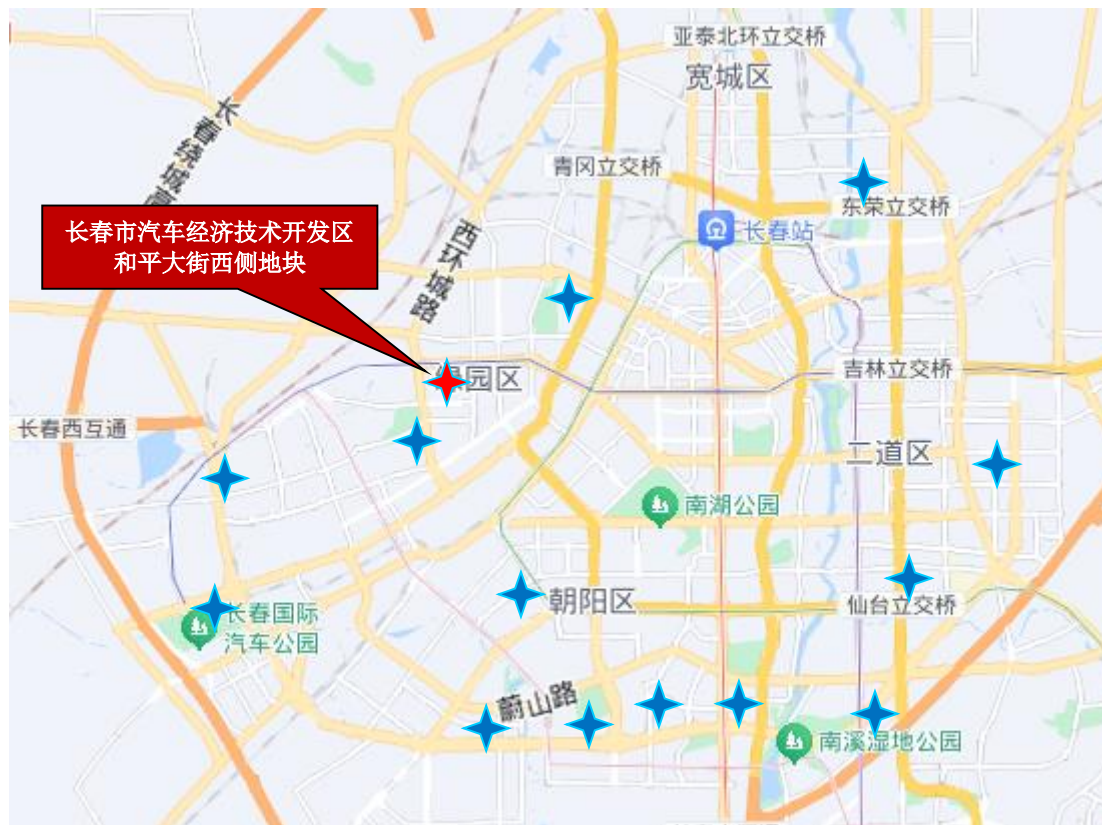 亚泰北环立交桥
宽城区
长春绕城高
青冈立交桥
东荣立交桥
长春市汽车经济技术开发区
和平大街西侧地块
西环城路
长春站
吉林立交桥
园区
长春西互通
二道区
南湖公园
朝阳区
仙台立交桥
长春国际
汽车公园
蔚山路
南溪湿地公园